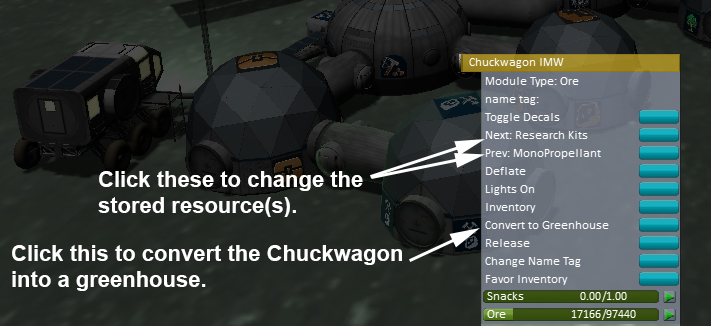 Chuckwagon IMW
Module Type: Ore
name tag:
Toggle Decals
Next: Research Kits
Prev: MonoPropellant
Deflate
Lights On
Inventory
Convert to Greenhouse
Release
Change Name Tag
Favor Inventory
Snacks 0.00/1.00
Ore 17166/97440
Click these to change the
stored resource(s).
Click this to convert the Chuckwagon
into a greenhouse.